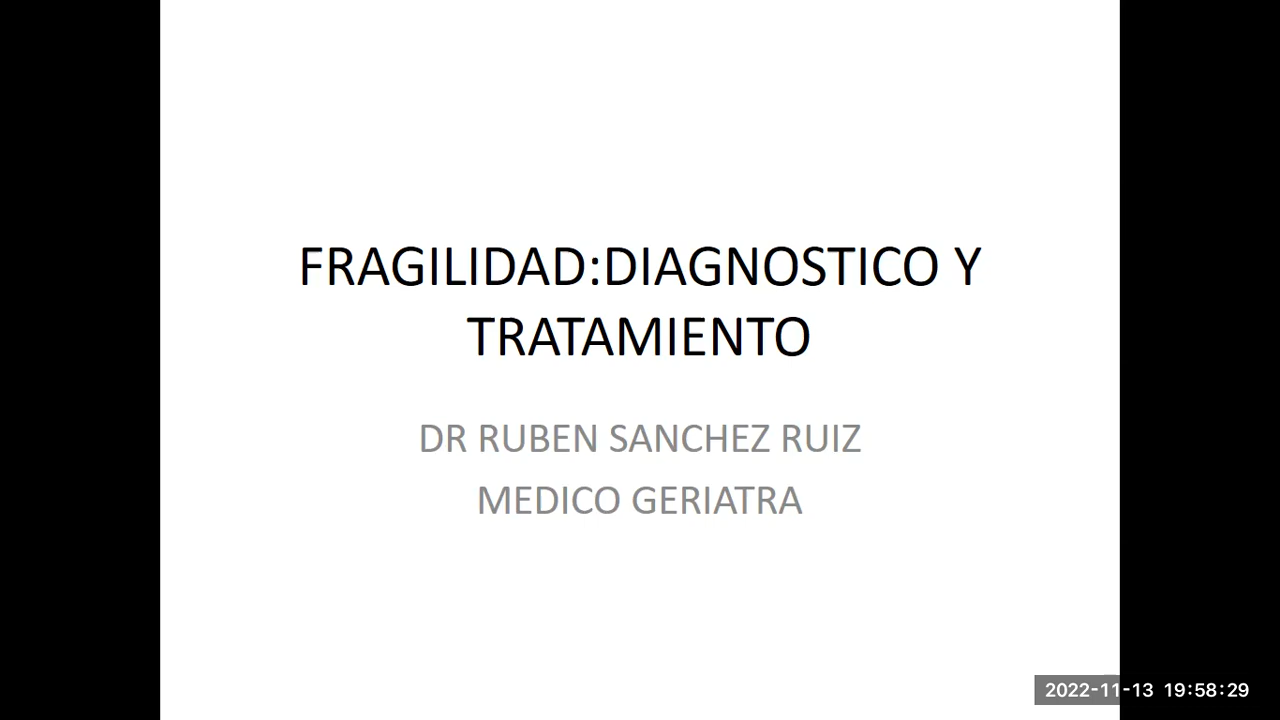 FRAGILIDAD:DIAGNOSTICO Y
TRATAMIENTO
DR RUBEN SANCHEZ RUIZ
MEDICO GERIATRA
2022-11-13 19:58:29